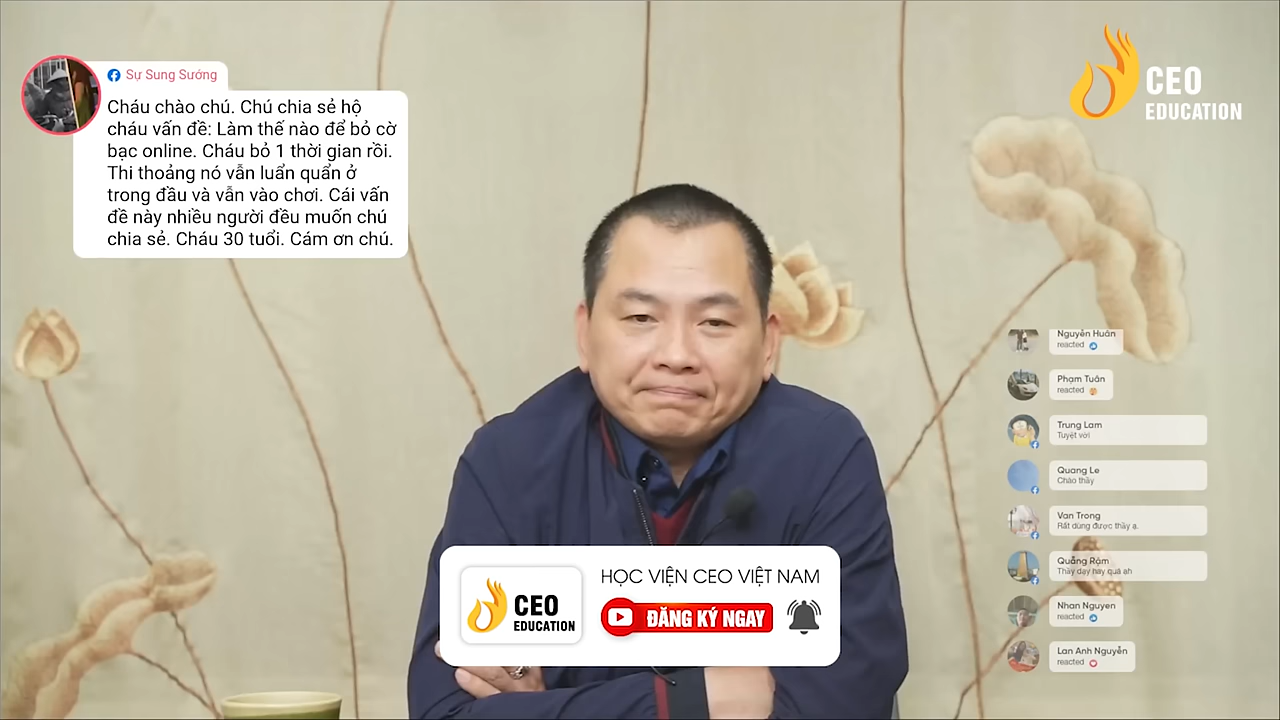 Sự Sung Sướng
Cháu chào chú. Chú chia sẻ hộ
cháu vấn đề: Làm thế nào để bỏ cờ
bạc online. Cháu bỏ 1 thời gian rồi.
Thi thoảng nó vẫn luẩn quẩn ở
trong đầu và vẫn vào chơi. Cái vấn
đề này nhiều người đều muốn chú
chia sẻ. Cháu 30 tuổi. Cám ơn chú.
CEO
EDUCATION
Nguyễn Huân
reacted
Phạm Tuân
reacted
Trung Lam
Tuyệt vời
Quang Le
Chào thầy
Van Trong
Rất dúng được thầy ạ.
Quảng Rậm
Thầy dạy hay quá ah
Nhan Nguyen
reacted
Lan Anh Nguyễn
reacted
HỌC VIỆN CEO VIỆT NAM
CEO
EDUCATION
ĐĂNG KÝ NGAY